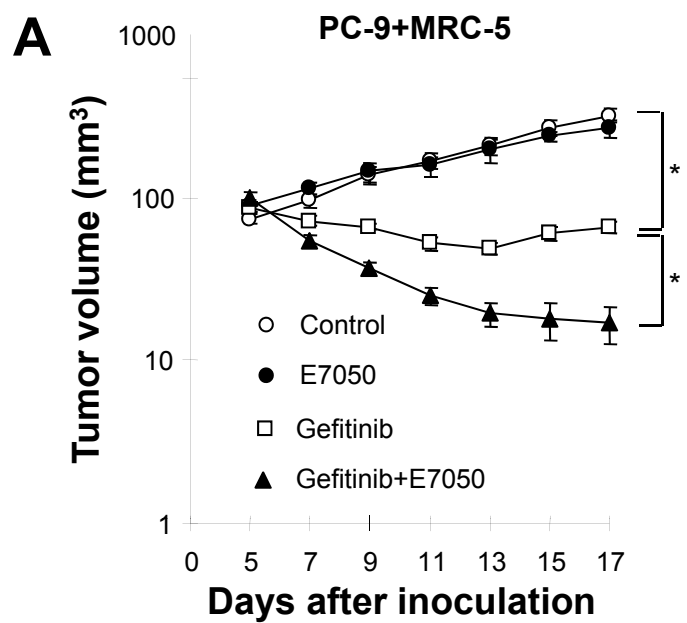 A
PC-9+MRC-5
Tumor volume (mm³)
1000
100
10
1
Control
E7050
Gefitinib
Gefitinib+E7050
*
*
0 5 7 9 11 13 15 17
Days after inoculation